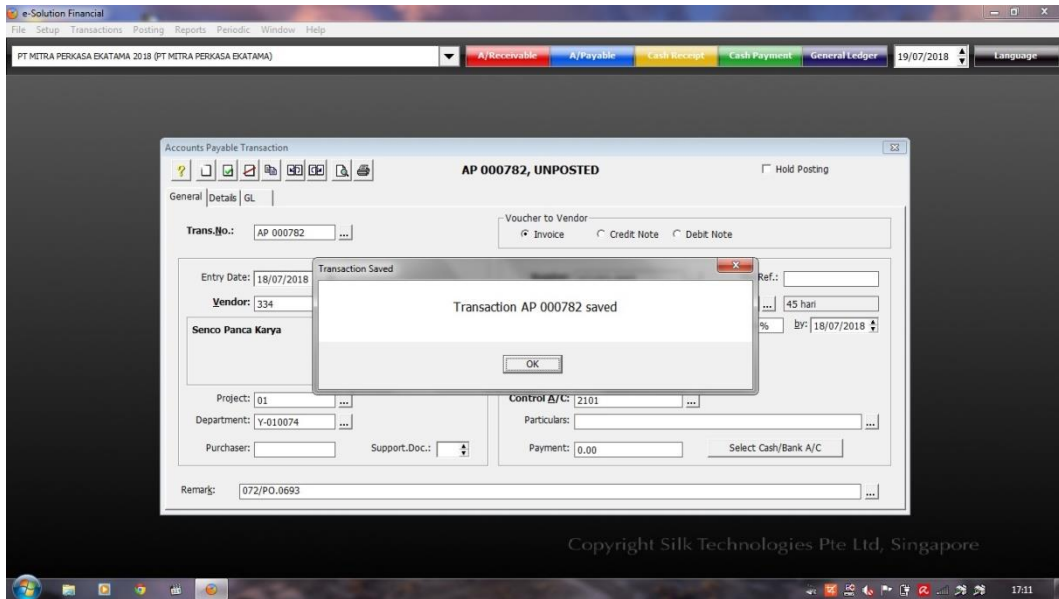 e-Solution Financial
File Setup Transactions Posting Reports Periodic Window Help
PT MITRA PERKASA EKATAMA 2018 (PT MITRA PERKASA EKATAMA) A/Receivable A/Payable Cash Receipt Cash Payment General Ledger 19/07/2018 Language
Accounts Payable Transaction
AP 000782, UNPOSTED Hold Posting
General Details GL
Voucher to Vendor
Trans.No.: AP 000782 ... Invoice Credit Note Debit Note
Entry Date: 18/07/2018 Transaction Saved Ref.:
Vendor: 334 Transaction AP 000782 saved ... 45 hari
Senco Panca Karya % by: 18/07/2018
OK
Project: 01 ... Control A/C: 2101 ...
Department: Y-010074 ... Particulars: ...
Purchaser: Support.Doc.: Payment: 0.00 Select Cash/Bank A/C
Remark: 072/PO.0693 ...
Copyright Silk Technologies Pte Ltd, Singapore
17:11